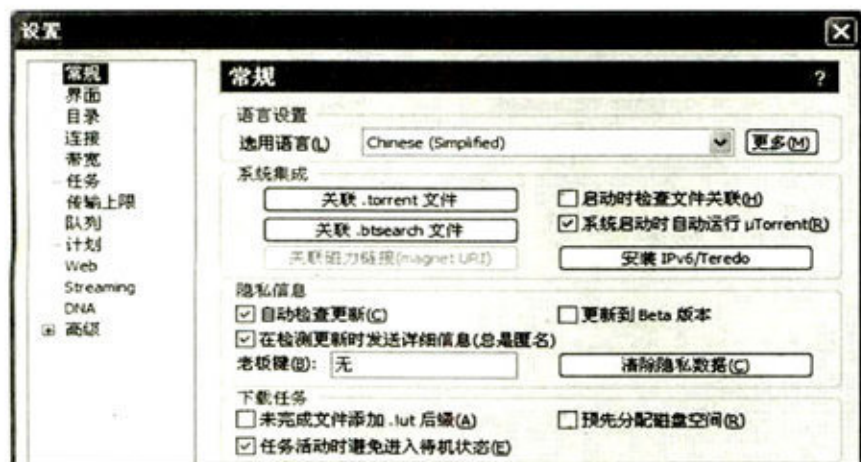 设置
常规
界面
目录
连接
带宽
任务
传输上限
队列
计划
Web
Streaming
DNA
高级
常规 ?
语言设置
选用语言(L) Chinese (Simplified) 更多(M)
系统集成
关联 .torrent 文件 启动时检查文件关联(H)
关联 .btsearch 文件 系统启动时自动运行 μTorrent(R)
关联磁力链接(magnet URI) 安装 IPv6/Teredo
隐私信息
自动检查更新(C) 更新到 Beta 版本
在检测更新时发送详细信息(总是匿名)
老板键(B): 无 清除隐私数据(C)
下载任务
未完成文件添加 .!ut 后缀(A) 预先分配磁盘空间(R)
任务活动时避免进入待机状态(E)